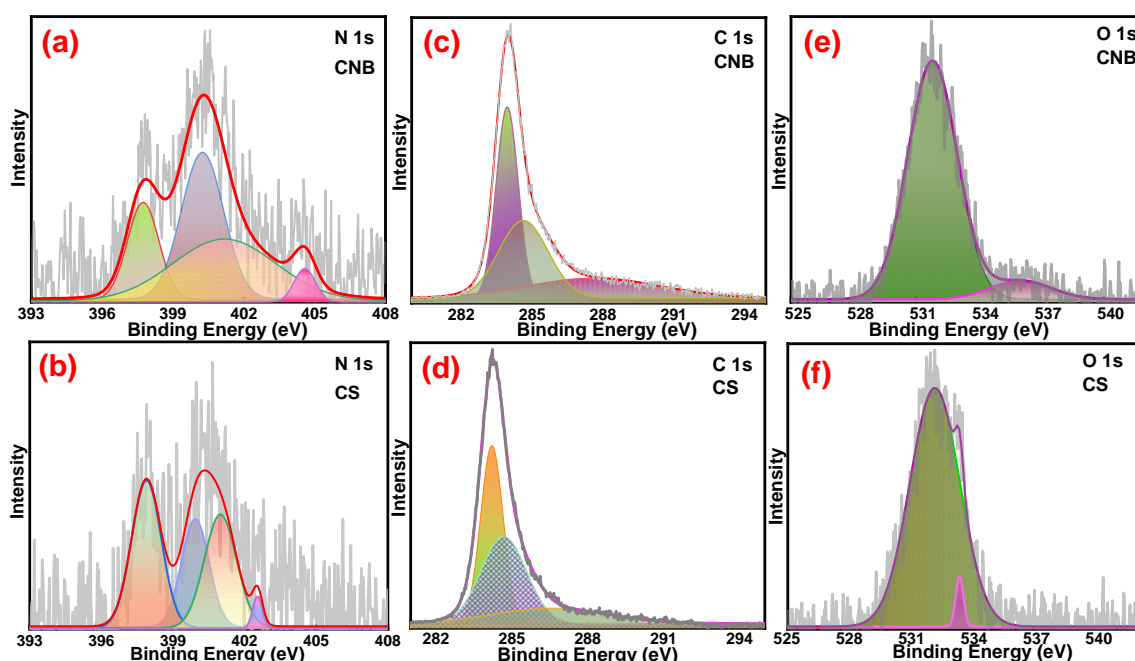 (a)
N 1s
CNB
Intensity
393 396 399 402 405 408
Binding Energy (eV)
(c)
C 1s
CNB
Intensity
282 285 288 291 294
Binding Energy (eV)
(e)
O 1s
CNB
Intensity
525 528 531 534 537 540
Binding Energy (eV)
(b)
N 1s
CS
Intensity
393 396 399 402 405 408
Binding Energy (eV)
(d)
C 1s
CS
Intensity
282 285 288 291 294
Binding Energy (eV)
(f)
O 1s
CS
Intensity
525 528 531 534 537 540
Binding Energy (eV)